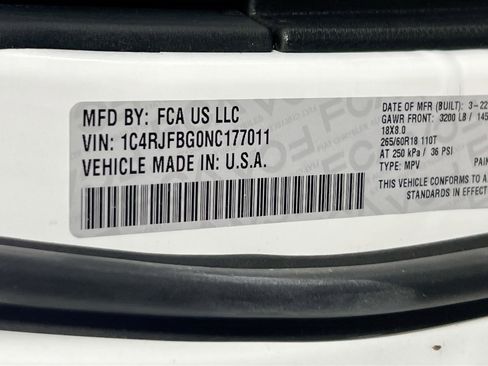 MFD BY: FCA US LLC
VIN: 1C4RJFBG0NC177011
VEHICLE MADE IN: U.S.A.
DATE OF MFR (BUILT): 3-22
GAWR FRONT: 3200 LB / 145
18X8.0
265/60R18 110T
AT 250 kPa / 36 PSI
TYPE: MPV PAIN
THIS VEHICLE CONFORMS TO A
STANDARDS IN EFFECT